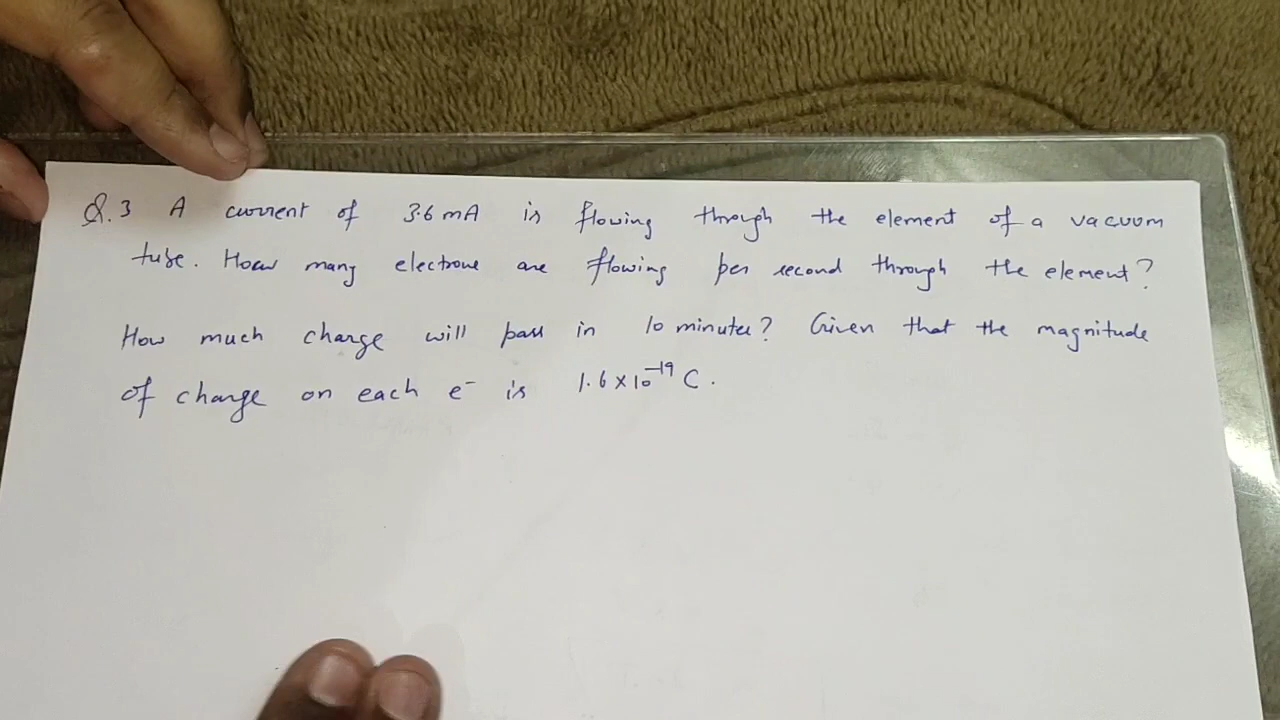 Q.3 A current of 3.6 mA is flowing through the element of a vacuum
tube. How many electrons are flowing per second through the element?
How much charge will pass in 10 minutes? Given that the magnitude
of charge on each e⁻ is 1.6×10⁻¹⁹ C.